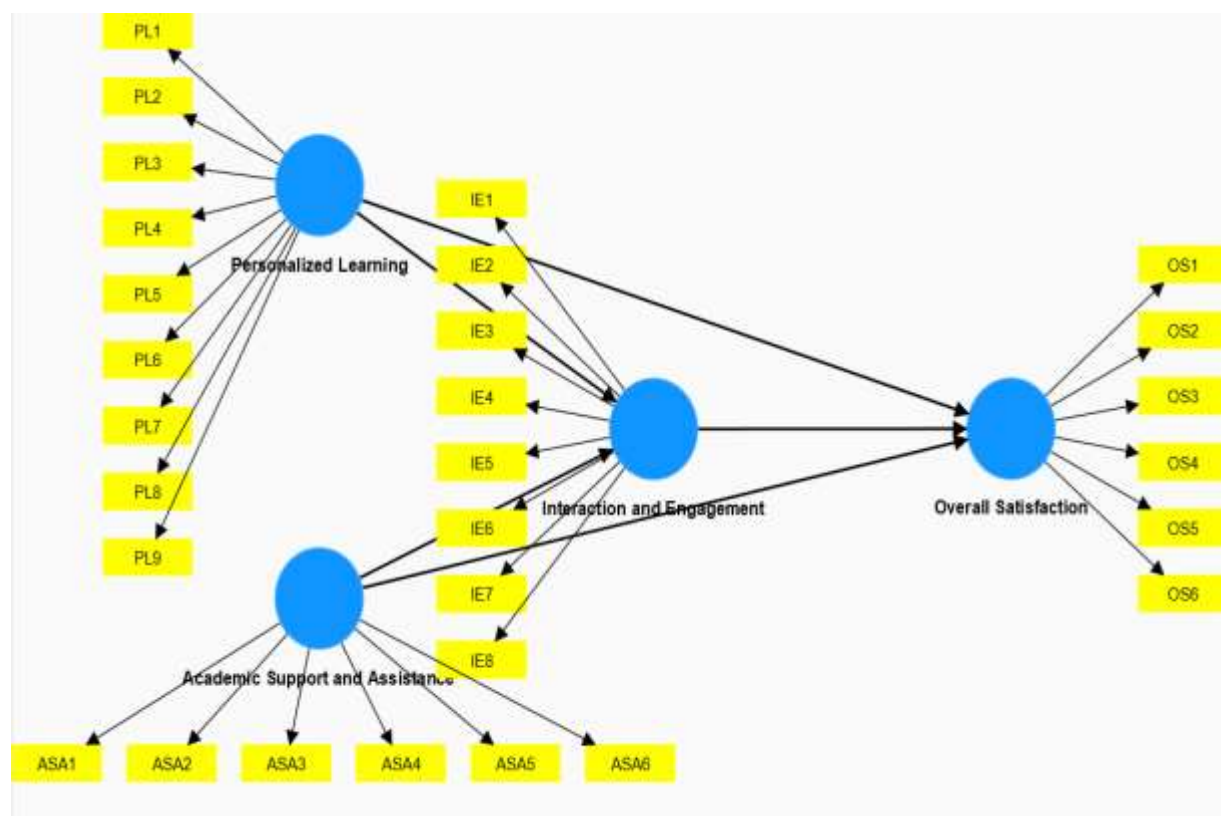 PL1
PL2
PL3
PL4
PL5
PL6
PL7
PL8
PL9
Personalized Learning
IE1
IE2
IE3
IE4
IE5
IE6
IE7
IE8
Interaction and Engagement
OS1
OS2
OS3
OS4
OS5
OS6
Overall Satisfaction
Academic Support and Assistance
ASA1
ASA2
ASA3
ASA4
ASA5
ASA6